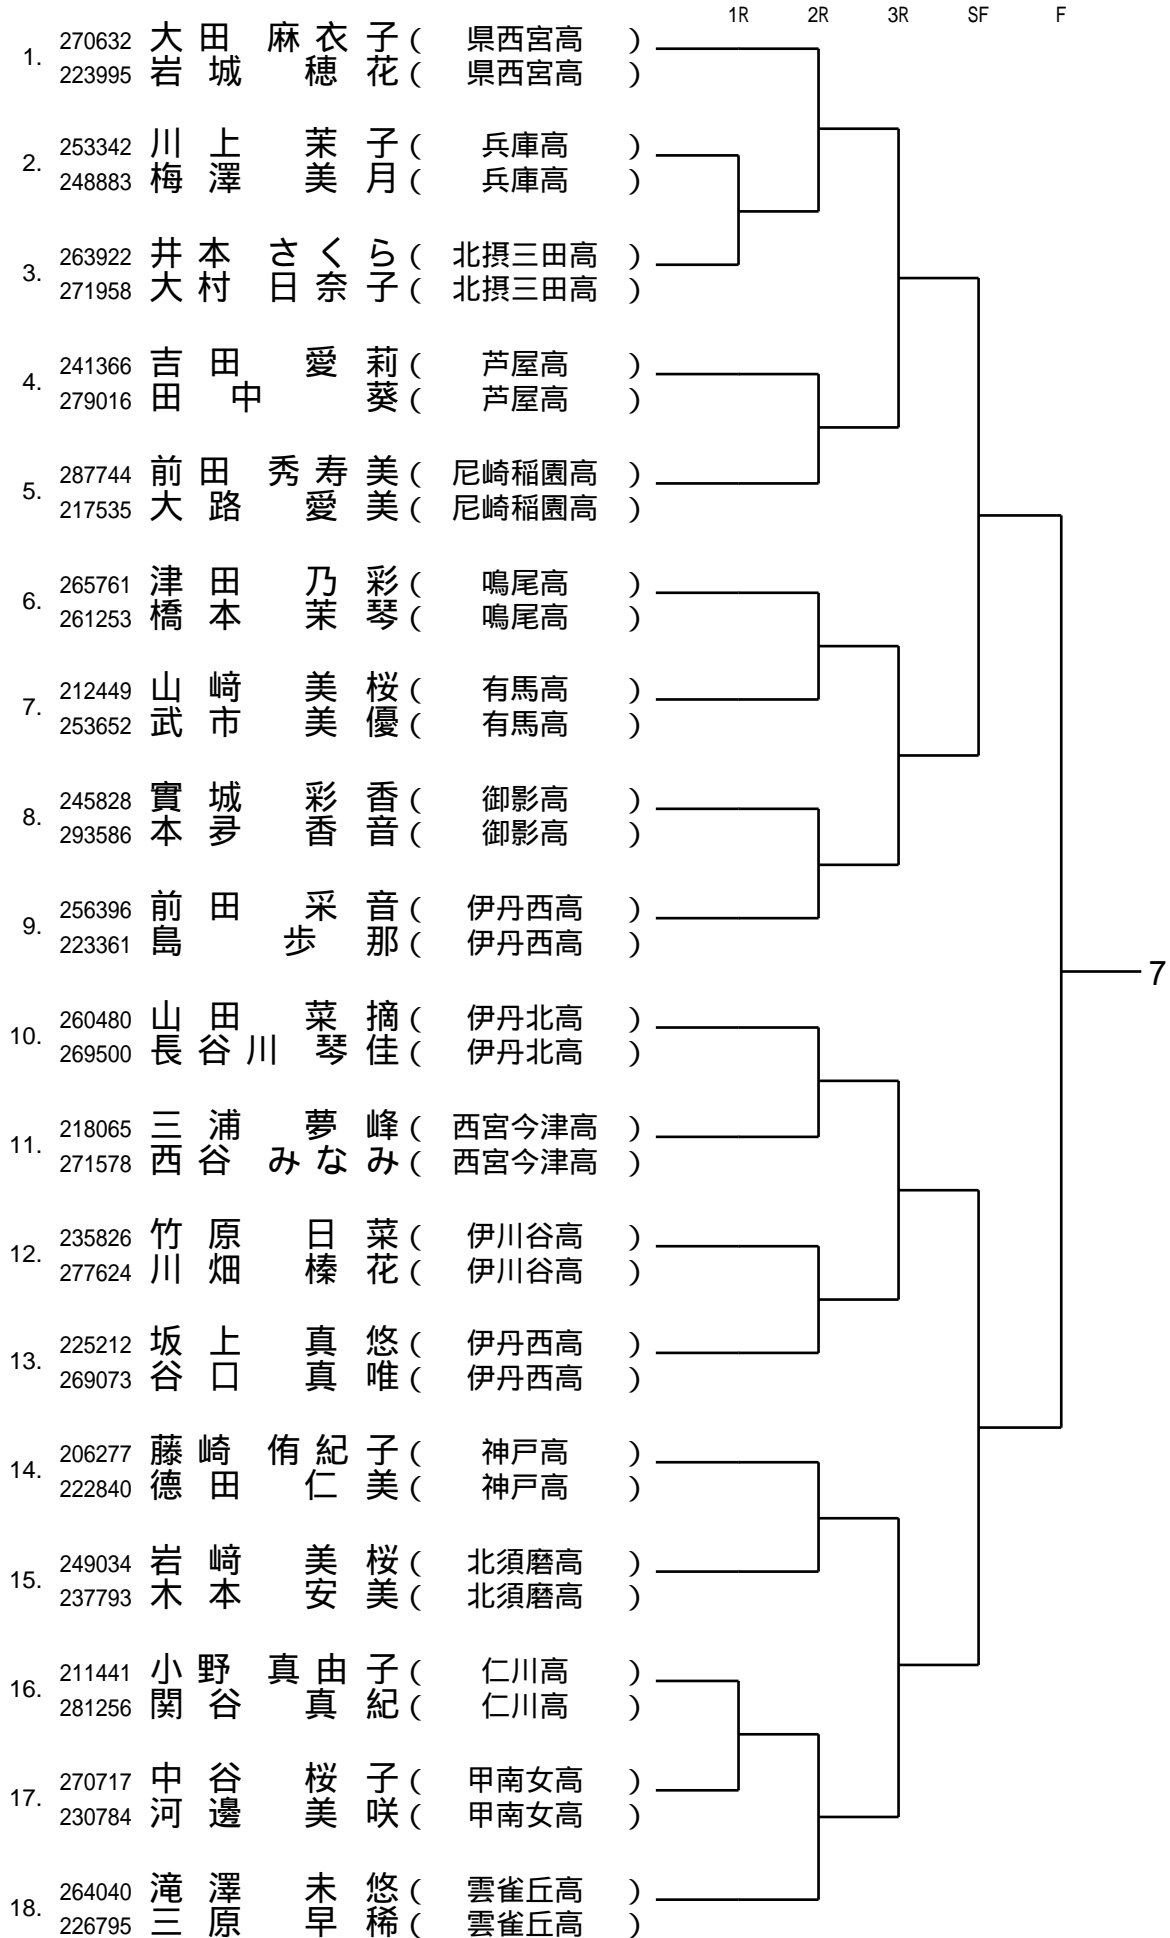 1R 2R 3R SF F
1. 270632 大田 麻衣子 ( 県西宮高 )
223995 岩城 穂花 ( 県西宮高 )
2. 253342 川上 茉子 ( 兵庫高 )
248883 梅澤 美月 ( 兵庫高 )
3. 263922 井本 さくら ( 北摂三田高 )
271958 大村 日奈子 ( 北摂三田高 )
4. 241366 吉田 愛莉 ( 芦屋高 )
279016 田中 葵 ( 芦屋高 )
5. 287744 前田 秀寿美 ( 尼崎稲園高 )
217535 大路 愛美 ( 尼崎稲園高 )
6. 265761 津田 乃彩 ( 鳴尾高 )
261253 橋本 茉琴 ( 鳴尾高 )
7. 212449 山﨑 美桜 ( 有馬高 )
253652 武市 美優 ( 有馬高 )
8. 245828 實城 彩香 ( 御影高 )
293586 本夛 香音 ( 御影高 )
9. 256396 前田 采音 ( 伊丹西高 )
223361 島 歩那 ( 伊丹西高 )
7
10. 260480 山田 菜摘 ( 伊丹北高 )
269500 長谷川 琴佳 ( 伊丹北高 )
11. 218065 三浦 夢峰 ( 西宮今津高 )
271578 西谷 みなみ ( 西宮今津高 )
12. 235826 竹原 日菜 ( 伊川谷高 )
277624 川畑 榛花 ( 伊川谷高 )
13. 225212 坂上 真悠 ( 伊丹西高 )
269073 谷口 真唯 ( 伊丹西高 )
14. 206277 藤崎 侑紀子 ( 神戸高 )
222840 德田 仁美 ( 神戸高 )
15. 249034 岩﨑 美桜 ( 北須磨高 )
237793 木本 安美 ( 北須磨高 )
16. 211441 小野 真由子 ( 仁川高 )
281256 関谷 真紀 ( 仁川高 )
17. 270717 中谷 桜子 ( 甲南女高 )
230784 河邊 美咲 ( 甲南女高 )
18. 264040 滝澤 未悠 ( 雲雀丘高 )
226795 三原 早稀 ( 雲雀丘高 )